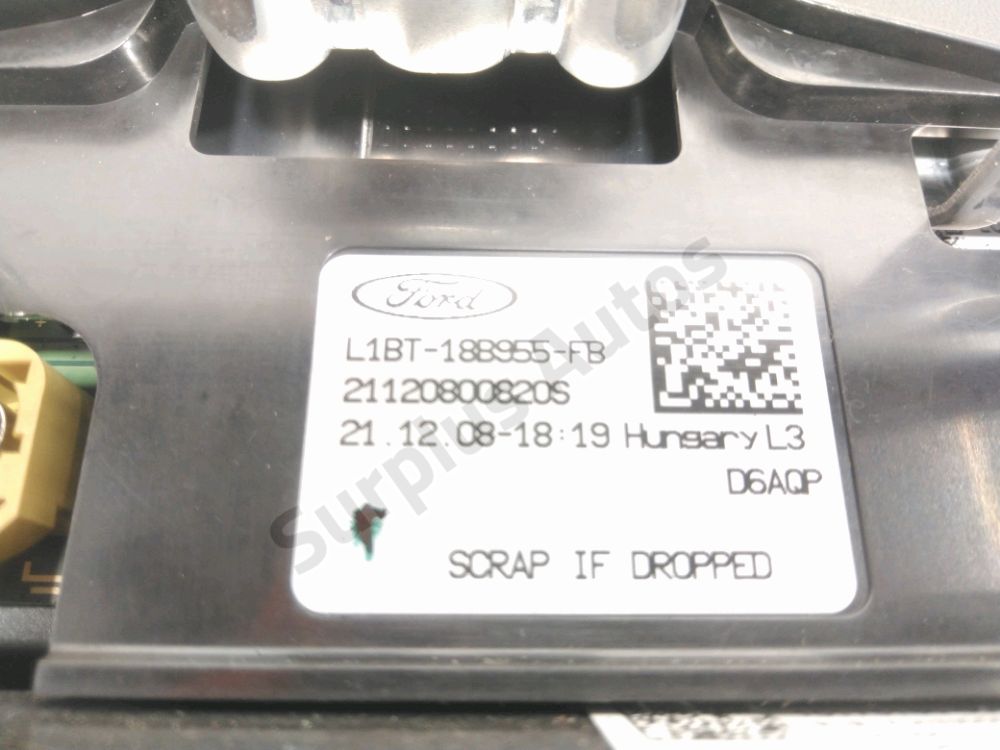 Ford
L1BT-18B955-FB
21120800820S
21.12.08-18:19 Hungary L3
D6AQP
SCRAP IF DROPPED
Surplus Autos